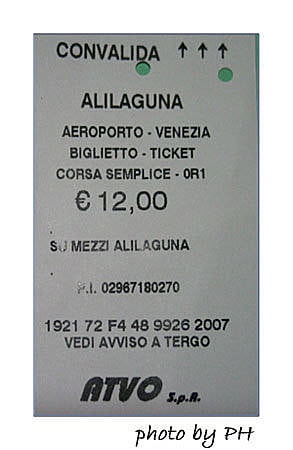 CONVALIDA ↑ ↑ ↑
ALILAGUNA
AEROPORTO - VENEZIA
BIGLIETTO - TICKET
CORSA SEMPLICE - 0R1
€ 12,00
SU MEZZI ALILAGUNA
P.I. 02967180270
1921 72 F4 48 9926 2007
VEDI AVVISO A TERGO
ATVO S.p.A.
photo by PH